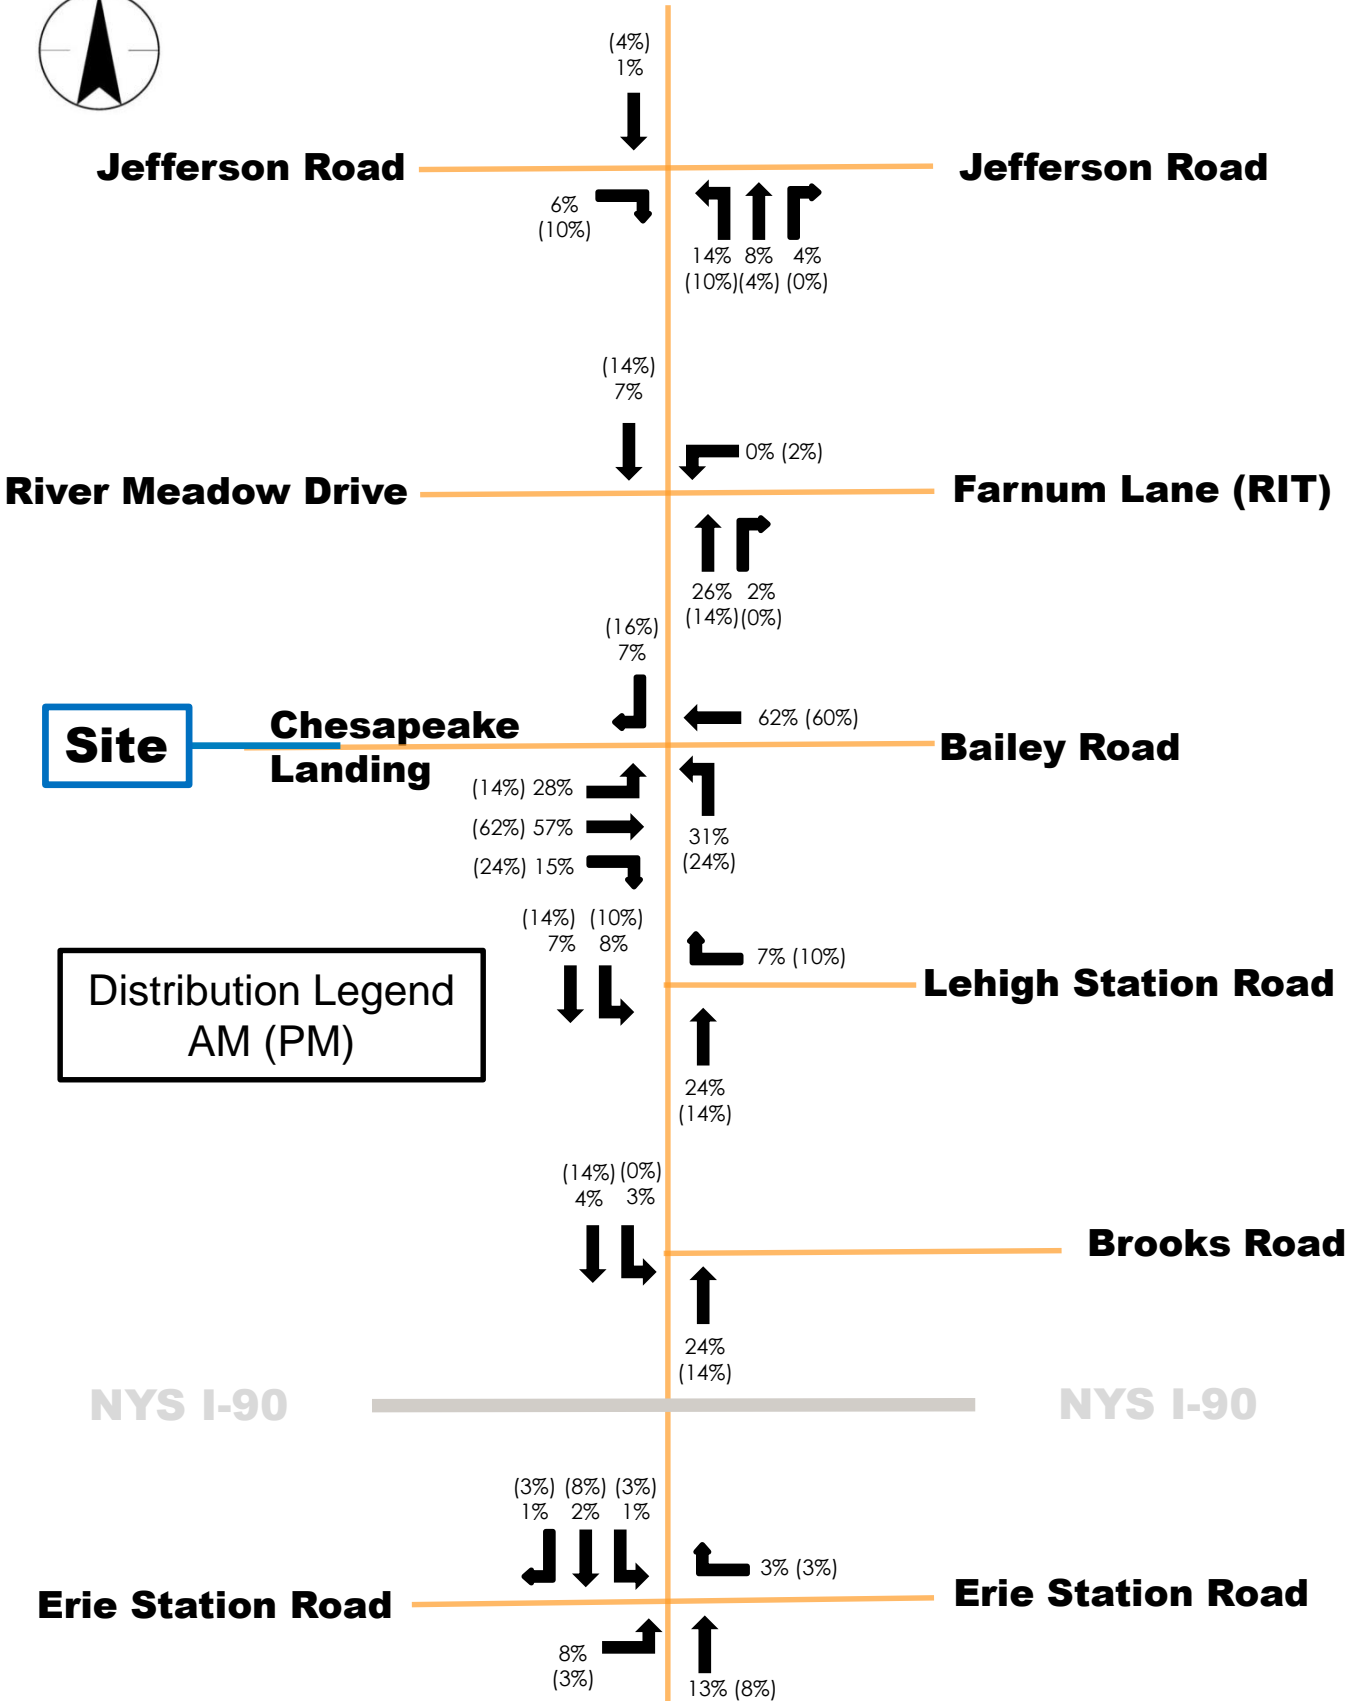 (4%)
1%
Jefferson Road
Jefferson Road
6%
(10%)
14% 8% 4%
(10%)(4%) (0%)
(14%)
7%
0% (2%)
River Meadow Drive
Farnum Lane (RIT)
26% 2%
(14%)(0%)
(16%)
7%
62% (60%)
Site
Chesapeake
Landing
Bailey Road
(14%) 28%
(62%) 57%
(24%) 15%
31%
(24%)
(14%) (10%)
7% 8%
7% (10%)
Lehigh Station Road
Distribution Legend
AM (PM)
24%
(14%)
(14%) (0%)
4% 3%
Brooks Road
24%
(14%)
NYS I-90
NYS I-90
(3%) (8%) (3%)
1% 2% 1%
3% (3%)
Erie Station Road
Erie Station Road
8%
(3%)
13% (8%)